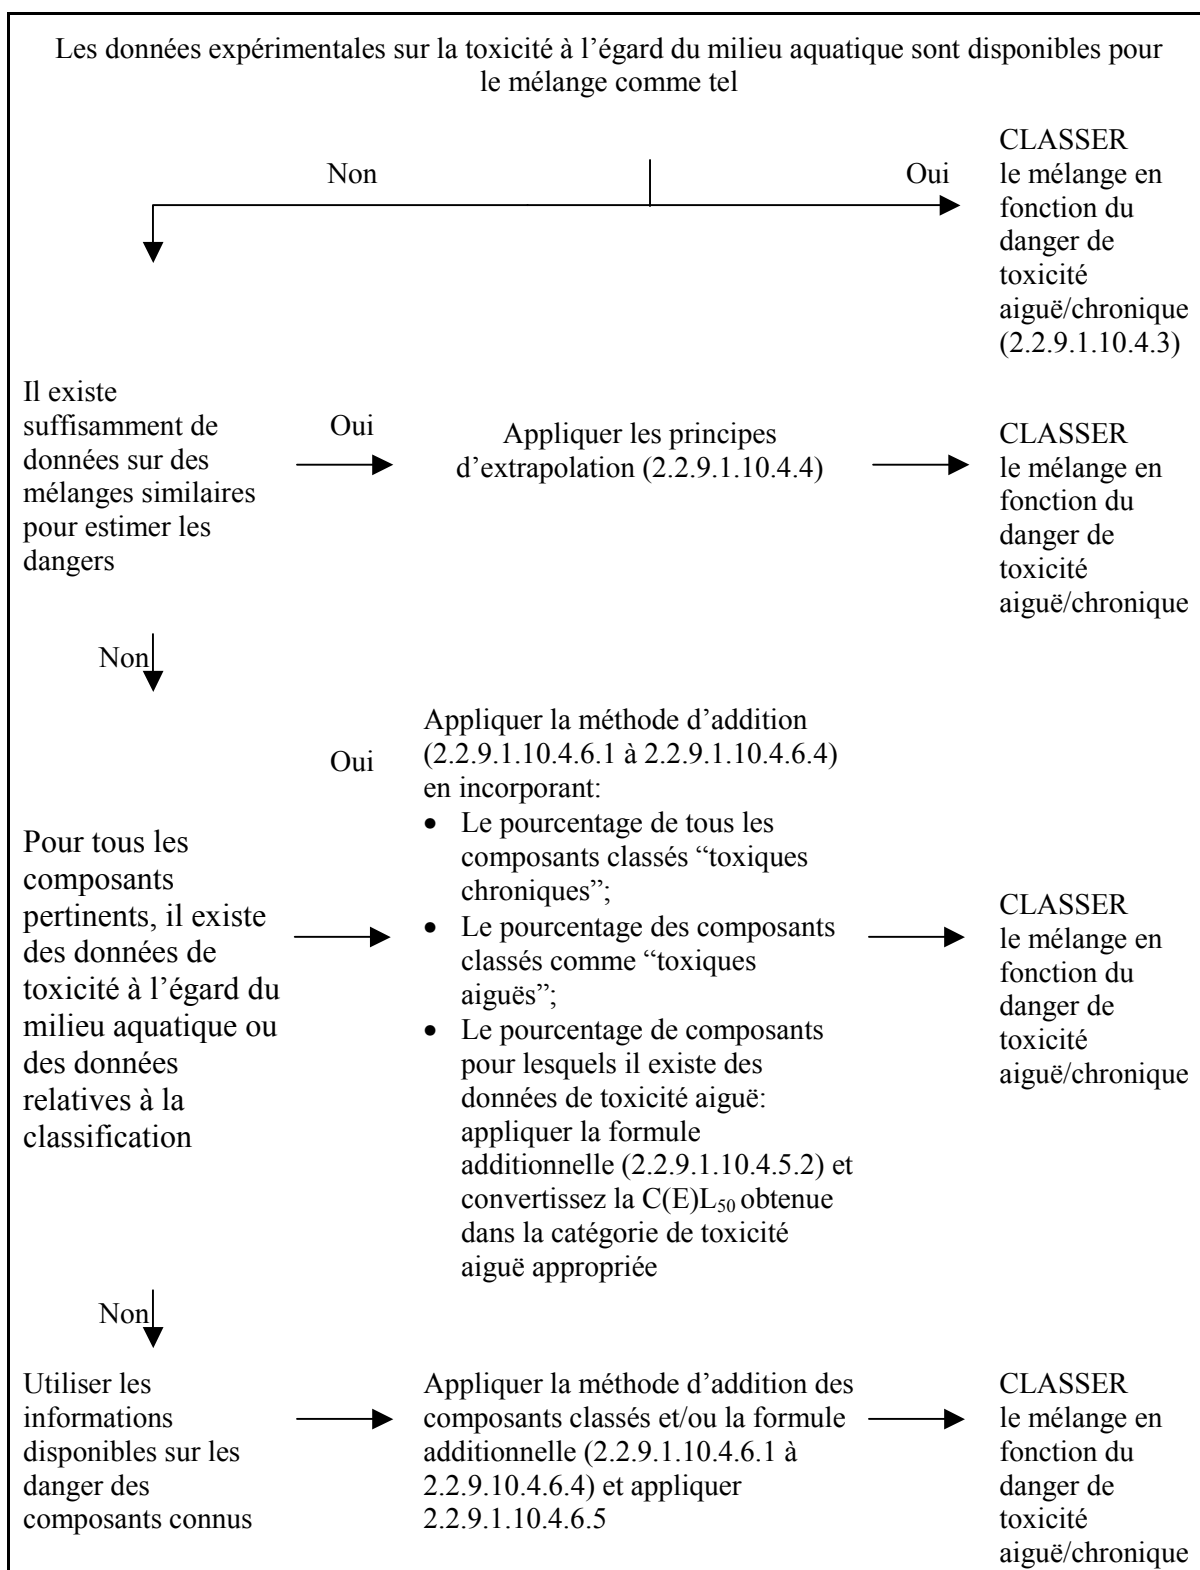 Les données expérimentales sur la toxicité à l’égard du milieu aquatique sont disponibles pour
le mélange comme tel
Non
Oui
CLASSER
le mélange en
fonction du
danger de
toxicité
aiguë/chronique
(2.2.9.1.10.4.3)
Il existe
suffisamment de
données sur des
mélanges similaires
pour estimer les
dangers
Oui
Appliquer les principes
d’extrapolation (2.2.9.1.10.4.4)
CLASSER
le mélange en
fonction du
danger de
toxicité
aiguë/chronique
Non
Pour tous les
composants
pertinents, il existe
des données de
toxicité à l’égard du
milieu aquatique ou
des données
relatives à la
classification
Oui
Appliquer la méthode d’addition
(2.2.9.1.10.4.6.1 à 2.2.9.1.10.4.6.4)
en incorporant:
• Le pourcentage de tous les
composants classés “toxiques
chroniques”;
• Le pourcentage des composants
classés comme “toxiques
aiguës”;
• Le pourcentage de composants
pour lesquels il existe des
données de toxicité aiguë:
appliquer la formule
additionnelle (2.2.9.1.10.4.5.2) et
convertissez la C(E)L₅₀ obtenue
dans la catégorie de toxicité
aiguë appropriée
CLASSER
le mélange en
fonction du
danger de
toxicité
aiguë/chronique
Non
Utiliser les
informations
disponibles sur les
danger des
composants connus
Appliquer la méthode d’addition des
composants classés et/ou la formule
additionnelle (2.2.9.1.10.4.6.1 à
2.2.9.10.4.6.4) et appliquer
2.2.9.1.10.4.6.5
CLASSER
le mélange en
fonction du
danger de
toxicité
aiguë/chronique